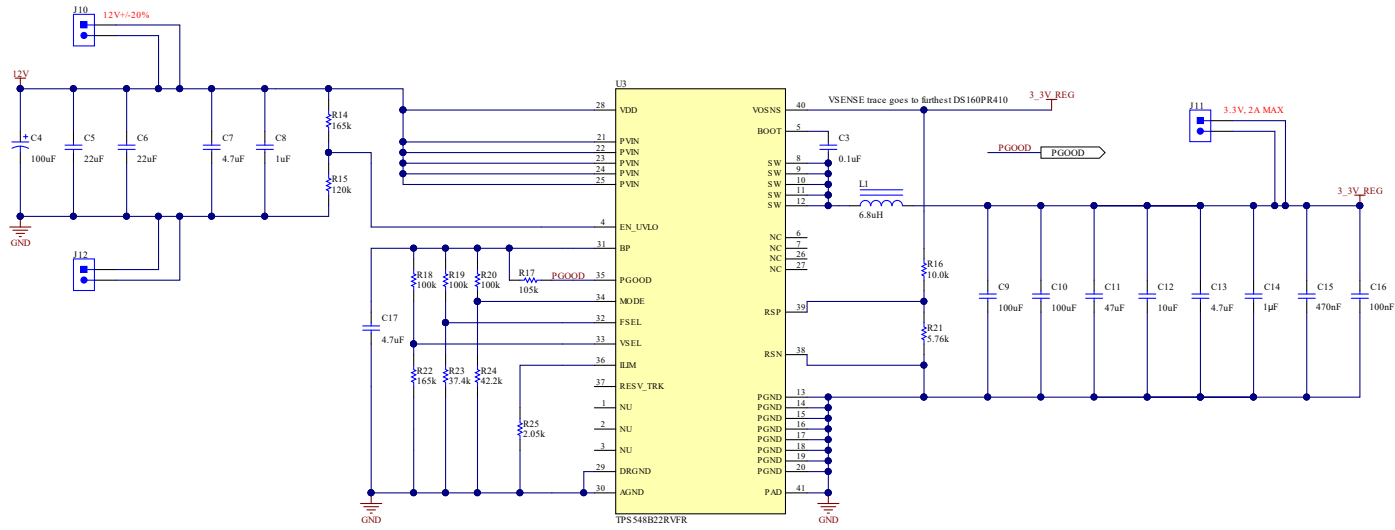 J10
12V+/-20%
12V
C4
100uF
C5
22uF
C6
22uF
C7
4.7uF
C8
1uF
R14
165k
R15
120k
GND
J12
U3
28
VDD
21
PVIN
22
PVIN
23
PVIN
24
PVIN
25
PVIN
4
EN_UVLO
31
BP
35
PGOOD
34
MODE
32
FSEL
33
VSEL
36
ILIM
37
RESV_TRK
1
NU
2
NU
3
NU
29
DRGND
30
AGND
TPS548B22RVFR
R18
100k
R19
100k
R20
100k
R17
105k
PGOOD
C17
4.7uF
R22
165k
R23
37.4k
R24
42.2k
R25
2.05k
GND
VOSNS
40
BOOT
5
SW
8
SW
9
SW
10
SW
11
SW
12
NC
6
NC
7
NC
26
NC
27
RSP
39
RSN
38
PGND
13
PGND
14
PGND
15
PGND
16
PGND
17
PGND
18
PGND
19
PGND
20
PAD
41
GND
VSENSE trace goes to furthest DS160PR410
3_3V_REG
C3
0.1uF
L1
6.8uH
PGOOD
PGOOD
J11
3.3V, 2A MAX
3_3V_REG
R16
10.0k
R21
5.76k
C9
100uF
C10
100uF
C11
47uF
C12
10uF
C13
4.7uF
C14
1µF
C15
470nF
C16
100nF